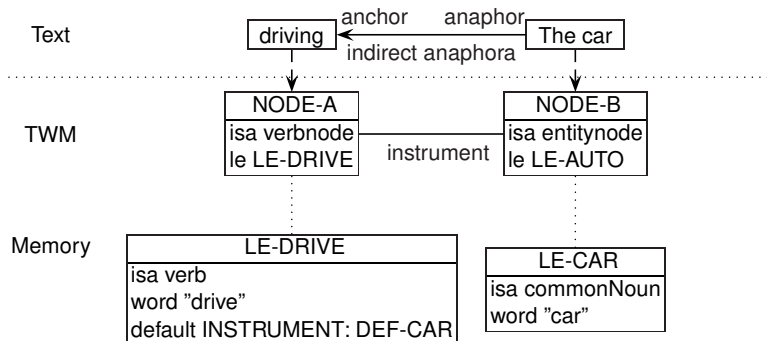 anchor anaphor
Text driving The car
indirect anaphora
NODE-A NODE-B
TWM isa verbnode isa entitynode
le LE-DRIVE instrument le LE-AUTO
Memory LE-DRIVE LE-CAR
isa verb isa commonNoun
word ”drive” word ”car”
default INSTRUMENT: DEF-CAR